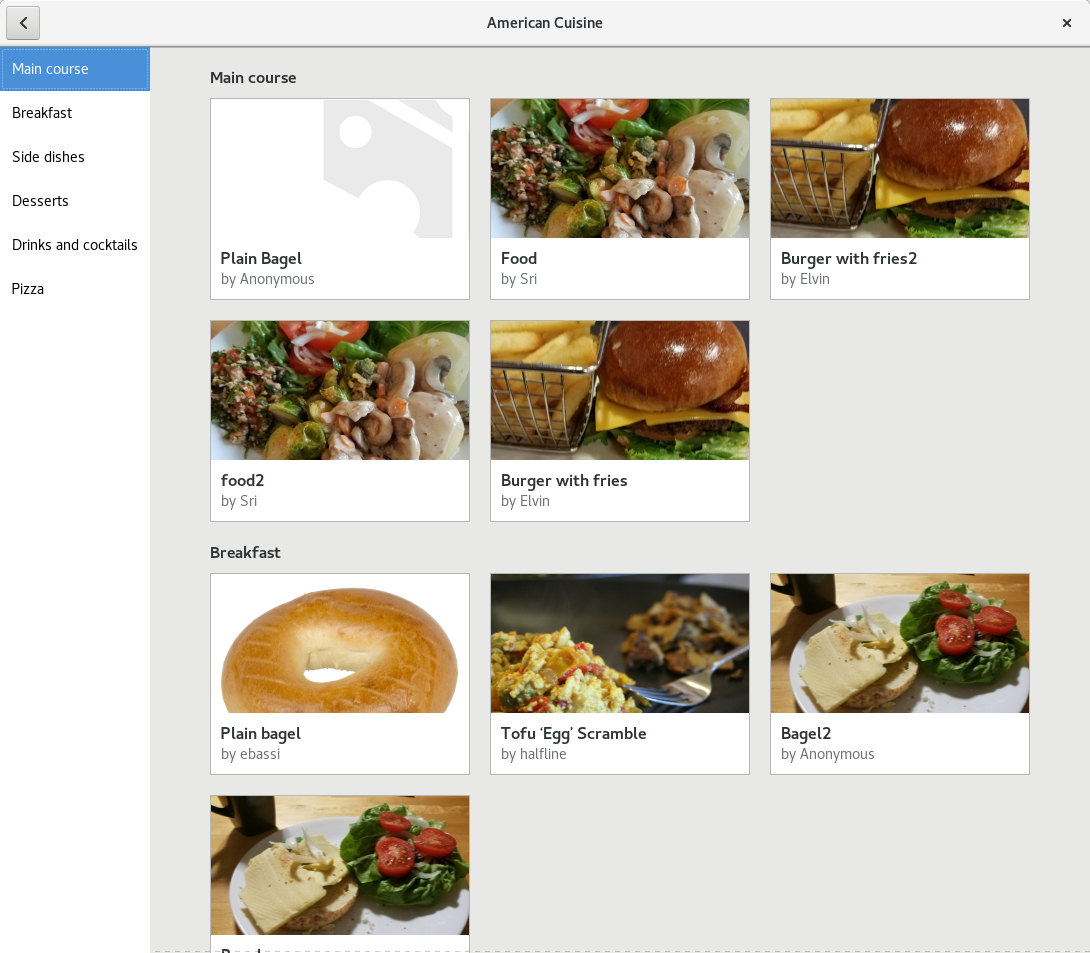 American Cuisine
Main course
Breakfast
Side dishes
Desserts
Drinks and cocktails
Pizza
Main course
Plain Bagel
by Anonymous
Food
by Sri
Burger with fries2
by Elvin
food2
by Sri
Burger with fries
by Elvin
Breakfast
Plain bagel
by ebassi
Tofu ‘Egg’ Scramble
by halfline
Bagel2
by Anonymous